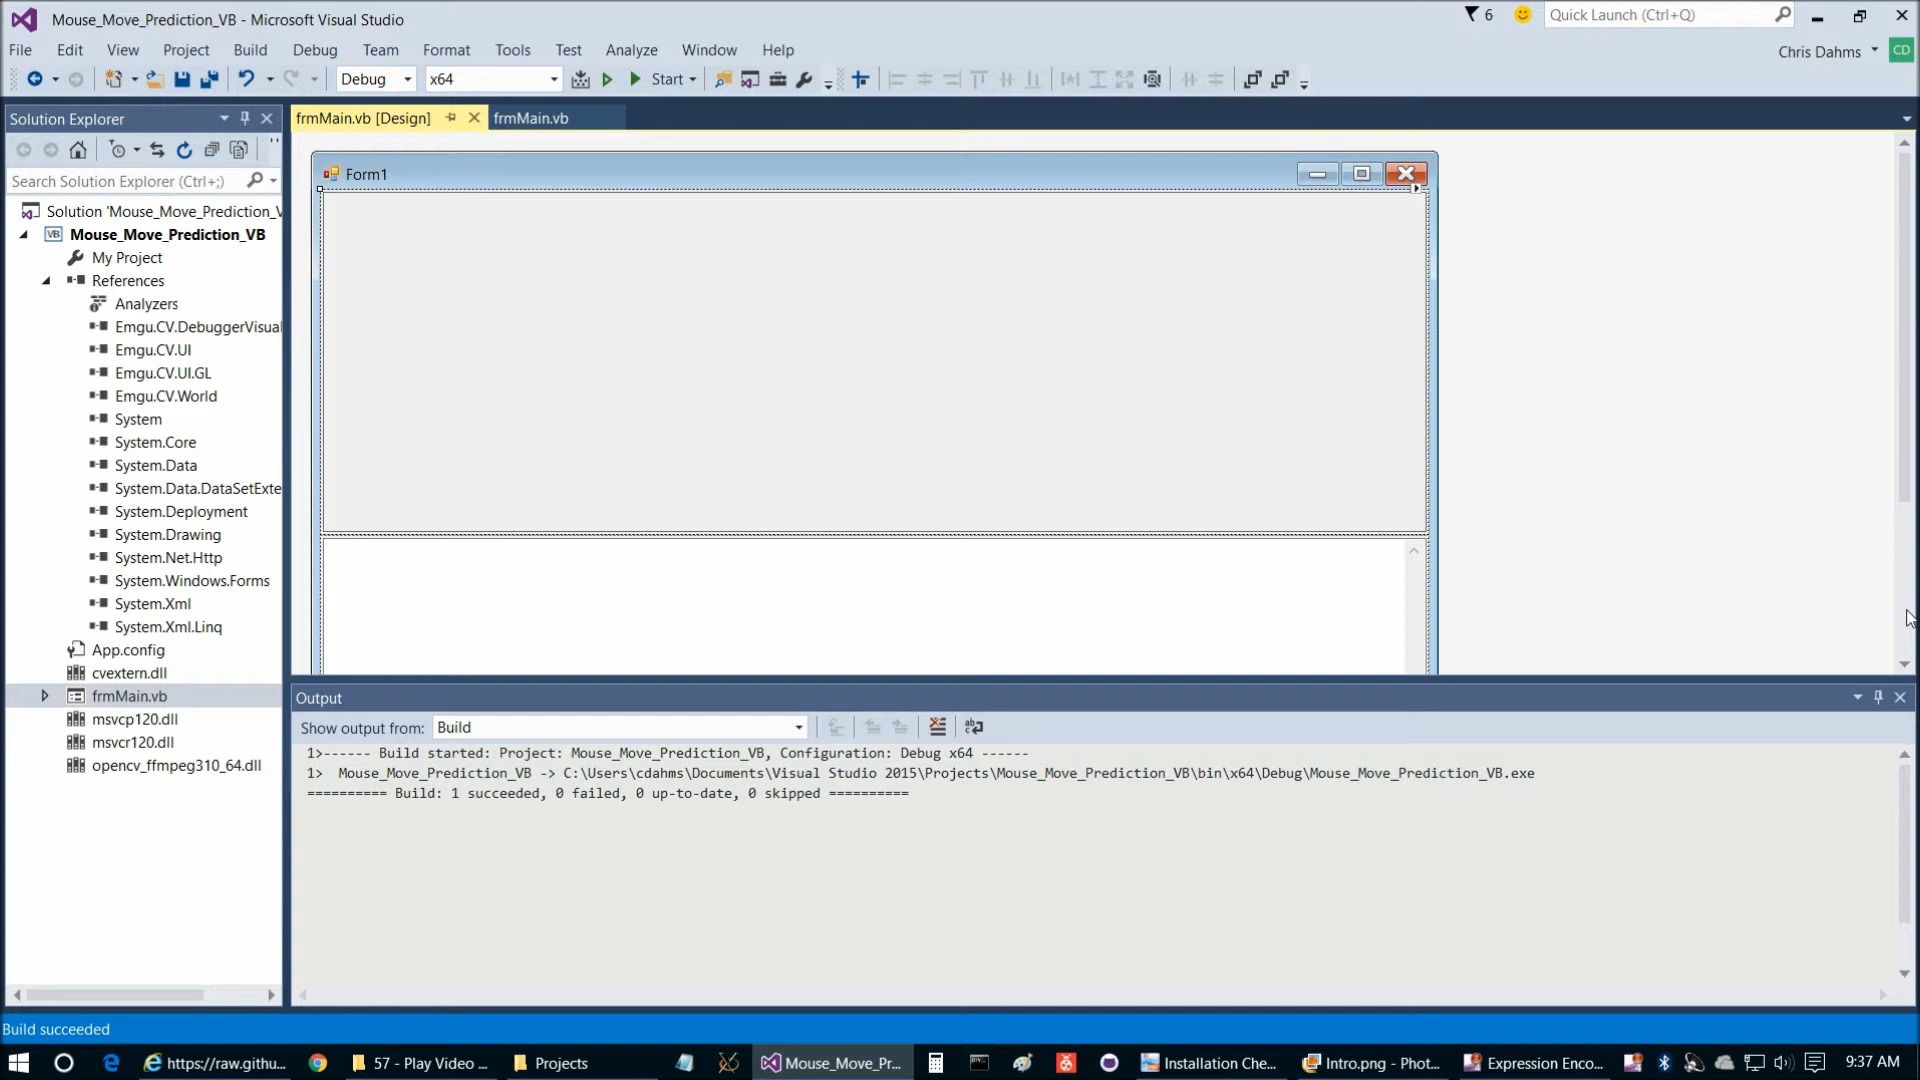 Mouse_Move_Prediction_VB - Microsoft Visual Studio
6
Quick Launch (Ctrl+Q)
File Edit View Project Build Debug Team Format Tools Test Analyze Window Help
Chris Dahms CD
Debug x64 Start
Solution Explorer
frmMain.vb [Design] frmMain.vb
Search Solution Explorer (Ctrl+;)
Form1
Solution 'Mouse_Move_Prediction_V
VB Mouse_Move_Prediction_VB
My Project
References
Analyzers
Emgu.CV.DebuggerVisual
Emgu.CV.UI
Emgu.CV.UI.GL
Emgu.CV.World
System
System.Core
System.Data
System.Data.DataSetExte
System.Deployment
System.Drawing
System.Net.Http
System.Windows.Forms
System.Xml
System.Xml.Linq
App.config
cvextern.dll
frmMain.vb
msvcp120.dll
msvcr120.dll
opencv_ffmpeg310_64.dll
Output
Show output from: Build
1>------ Build started: Project: Mouse_Move_Prediction_VB, Configuration: Debug x64 ------
1>  Mouse_Move_Prediction_VB -> C:\Users\cdahms\Documents\Visual Studio 2015\Projects\Mouse_Move_Prediction_VB\bin\x64\Debug\Mouse_Move_Prediction_VB.exe
========== Build: 1 succeeded, 0 failed, 0 up-to-date, 0 skipped ==========
Build succeeded
https://raw.githu... 57 - Play Video ... Projects Mouse_Move_Pr... Installation Che... Intro.png - Phot... Expression Enco... 9:37 AM